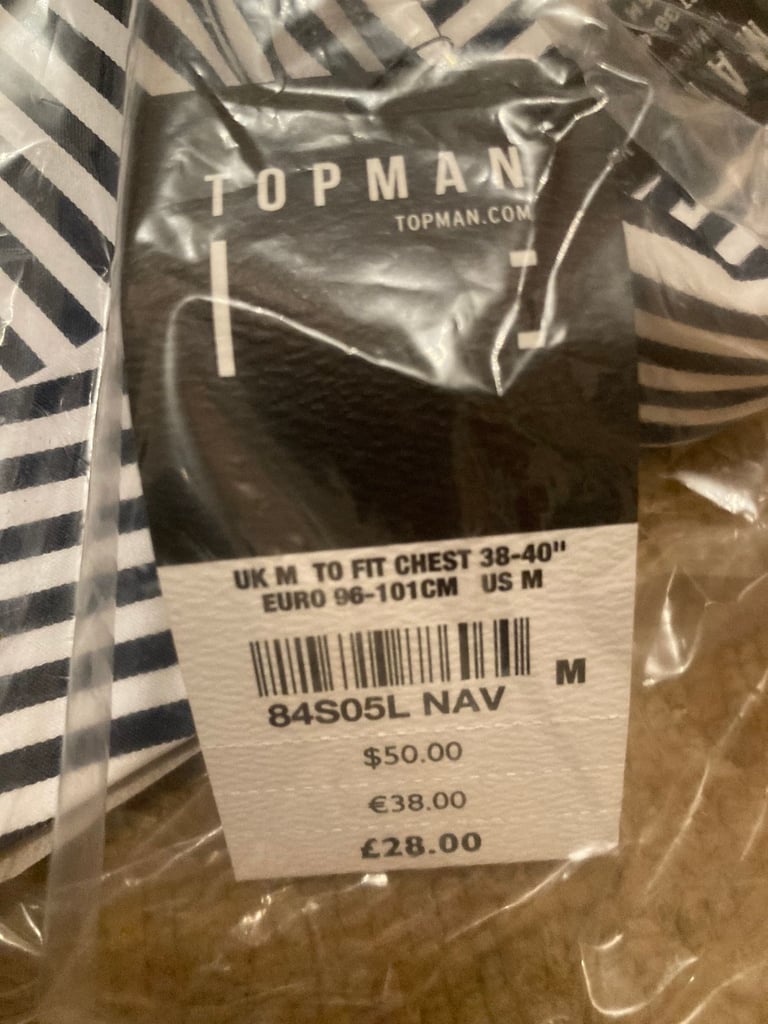 TOPMAN
TOPMAN.COM
UK M TO FIT CHEST 38-40"
EURO 96-101CM US M
M
84S05L NAV
$50.00
€38.00
£28.00